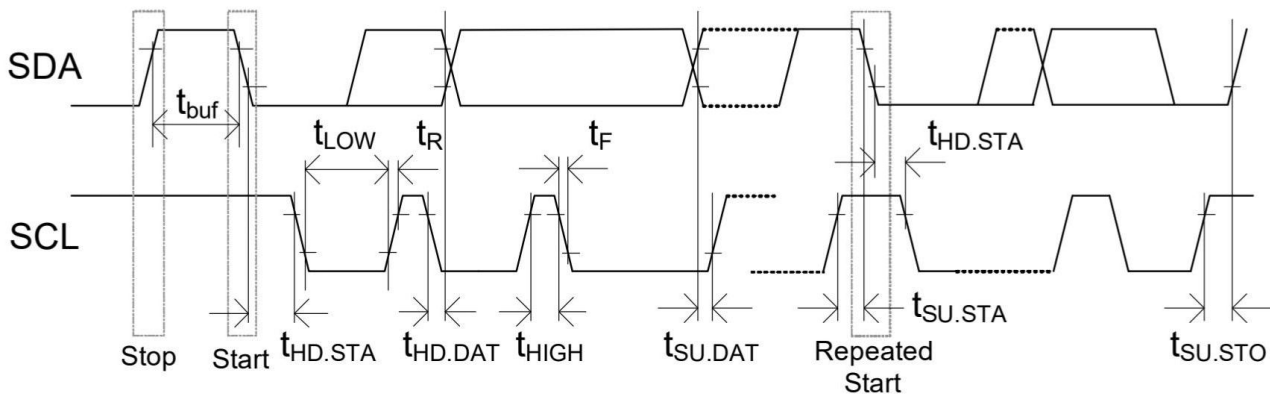 SDA
t_buf
t_LOW
t_R
t_F
t_HD.STA
SCL
t_SU.STA
t_HD.STA
t_HD.DAT
t_HIGH
t_SU.DAT
t_SU.STO
Stop
Start
Repeated
Start